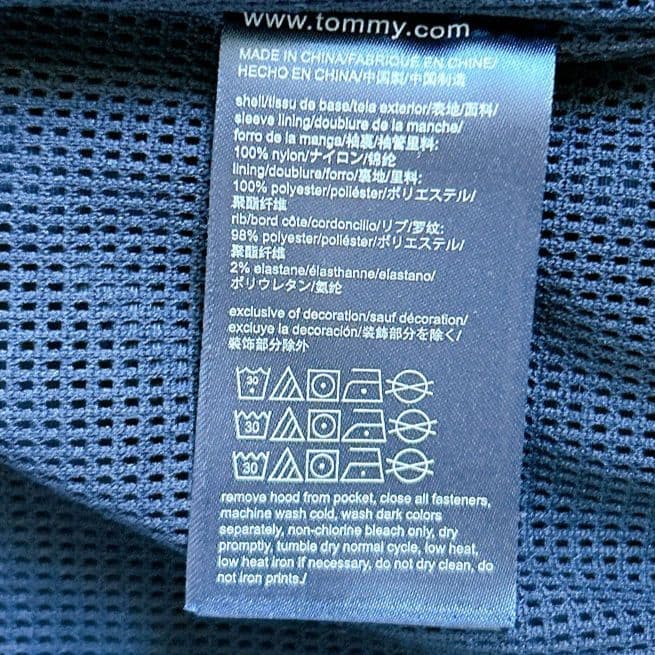 www.tommy.com
MADE IN CHINA/FABRIQUÉ EN CHINE/
HECHO EN CHINA/中国製/中国制造
shell/tissu de base/tela exterior/表地/面料/
sleeve lining/doublure de la manche/
forro de la manga/袖裏/袖管里料:
100% nylon/ナイロン/锦纶
lining/doublure/forro/裏地/里料:
100% polyester/poliéster/ポリエステル/
聚酯纤维
rib/bord côte/cordoncillo/リブ/罗纹:
98% polyester/poliéster/ポリエステル/
聚酯纤维
2% elastane/élasthanne/elastano/
ポリウレタン/氨纶
exclusive of decoration/sauf décoration/
excluye la decoración/装飾部分を除く/
装饰部分除外
30
30
30
remove hood from pocket, close all fasteners,
machine wash cold, wash dark colors
separately, non-chlorine bleach only, dry
promptly, tumble dry normal cycle, low heat,
low heat iron if necessary, do not dry clean, do
not iron prints./